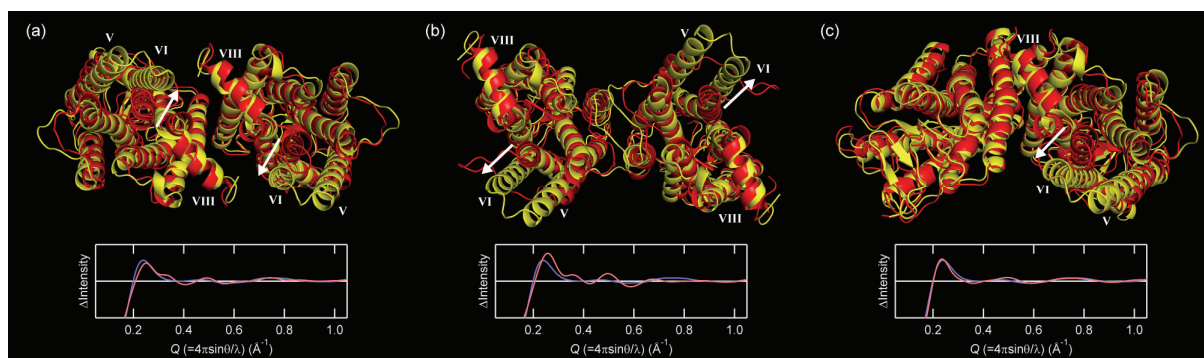 (a)
V
VI
VIII
VIII
VI
V
ΔIntensity
0.2 0.4 0.6 0.8 1.0
Q (=4πsinθ/λ) (Å⁻¹)
(b)
VIII
V
VI
VI
V
VIII
ΔIntensity
0.2 0.4 0.6 0.8 1.0
Q (=4πsinθ/λ) (Å⁻¹)
(c)
VIII
VI
V
ΔIntensity
0.2 0.4 0.6 0.8 1.0
Q (=4πsinθ/λ) (Å⁻¹)